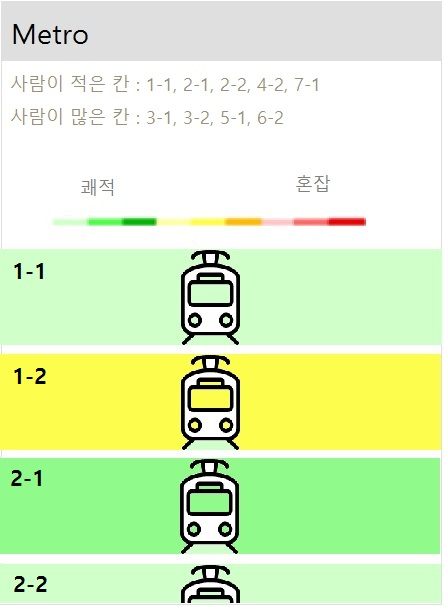 Metro
사람이 적은 칸 : 1-1, 2-1, 2-2, 4-2, 7-1
사람이 많은 칸 : 3-1, 3-2, 5-1, 6-2
쾌적 혼잡
1-1
1-2
2-1
2-2